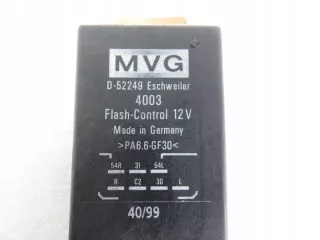 MVG
D-52249 Eschweiler
4003
Flash-Control 12V
Made in Germany
>PA6.6-GF30<
54R 31 54L
R C2 30 L
40/99